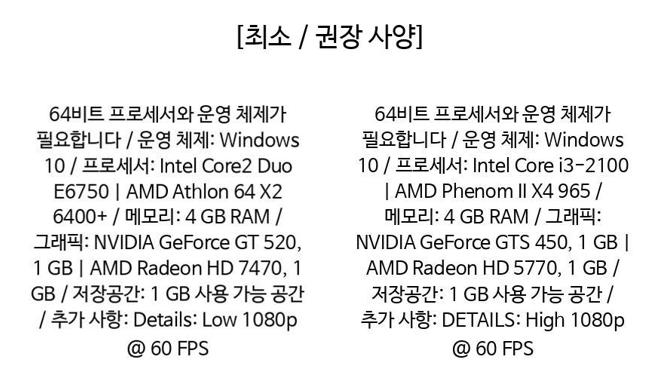 [최소 / 권장 사양]
64비트 프로세서와 운영 체제가
필요합니다 / 운영 체제: Windows
10 / 프로세서: Intel Core2 Duo
E6750 | AMD Athlon 64 X2
6400+ / 메모리: 4 GB RAM /
그래픽: NVIDIA GeForce GT 520,
1 GB | AMD Radeon HD 7470, 1
GB / 저장공간: 1 GB 사용 가능 공간
/ 추가 사항: Details: Low 1080p
@ 60 FPS
64비트 프로세서와 운영 체제가
필요합니다 / 운영 체제: Windows
10 / 프로세서: Intel Core i3-2100
| AMD Phenom II X4 965 /
메모리: 4 GB RAM / 그래픽:
NVIDIA GeForce GTS 450, 1 GB |
AMD Radeon HD 5770, 1 GB /
저장공간: 1 GB 사용 가능 공간 /
추가 사항: DETAILS: High 1080p
@ 60 FPS